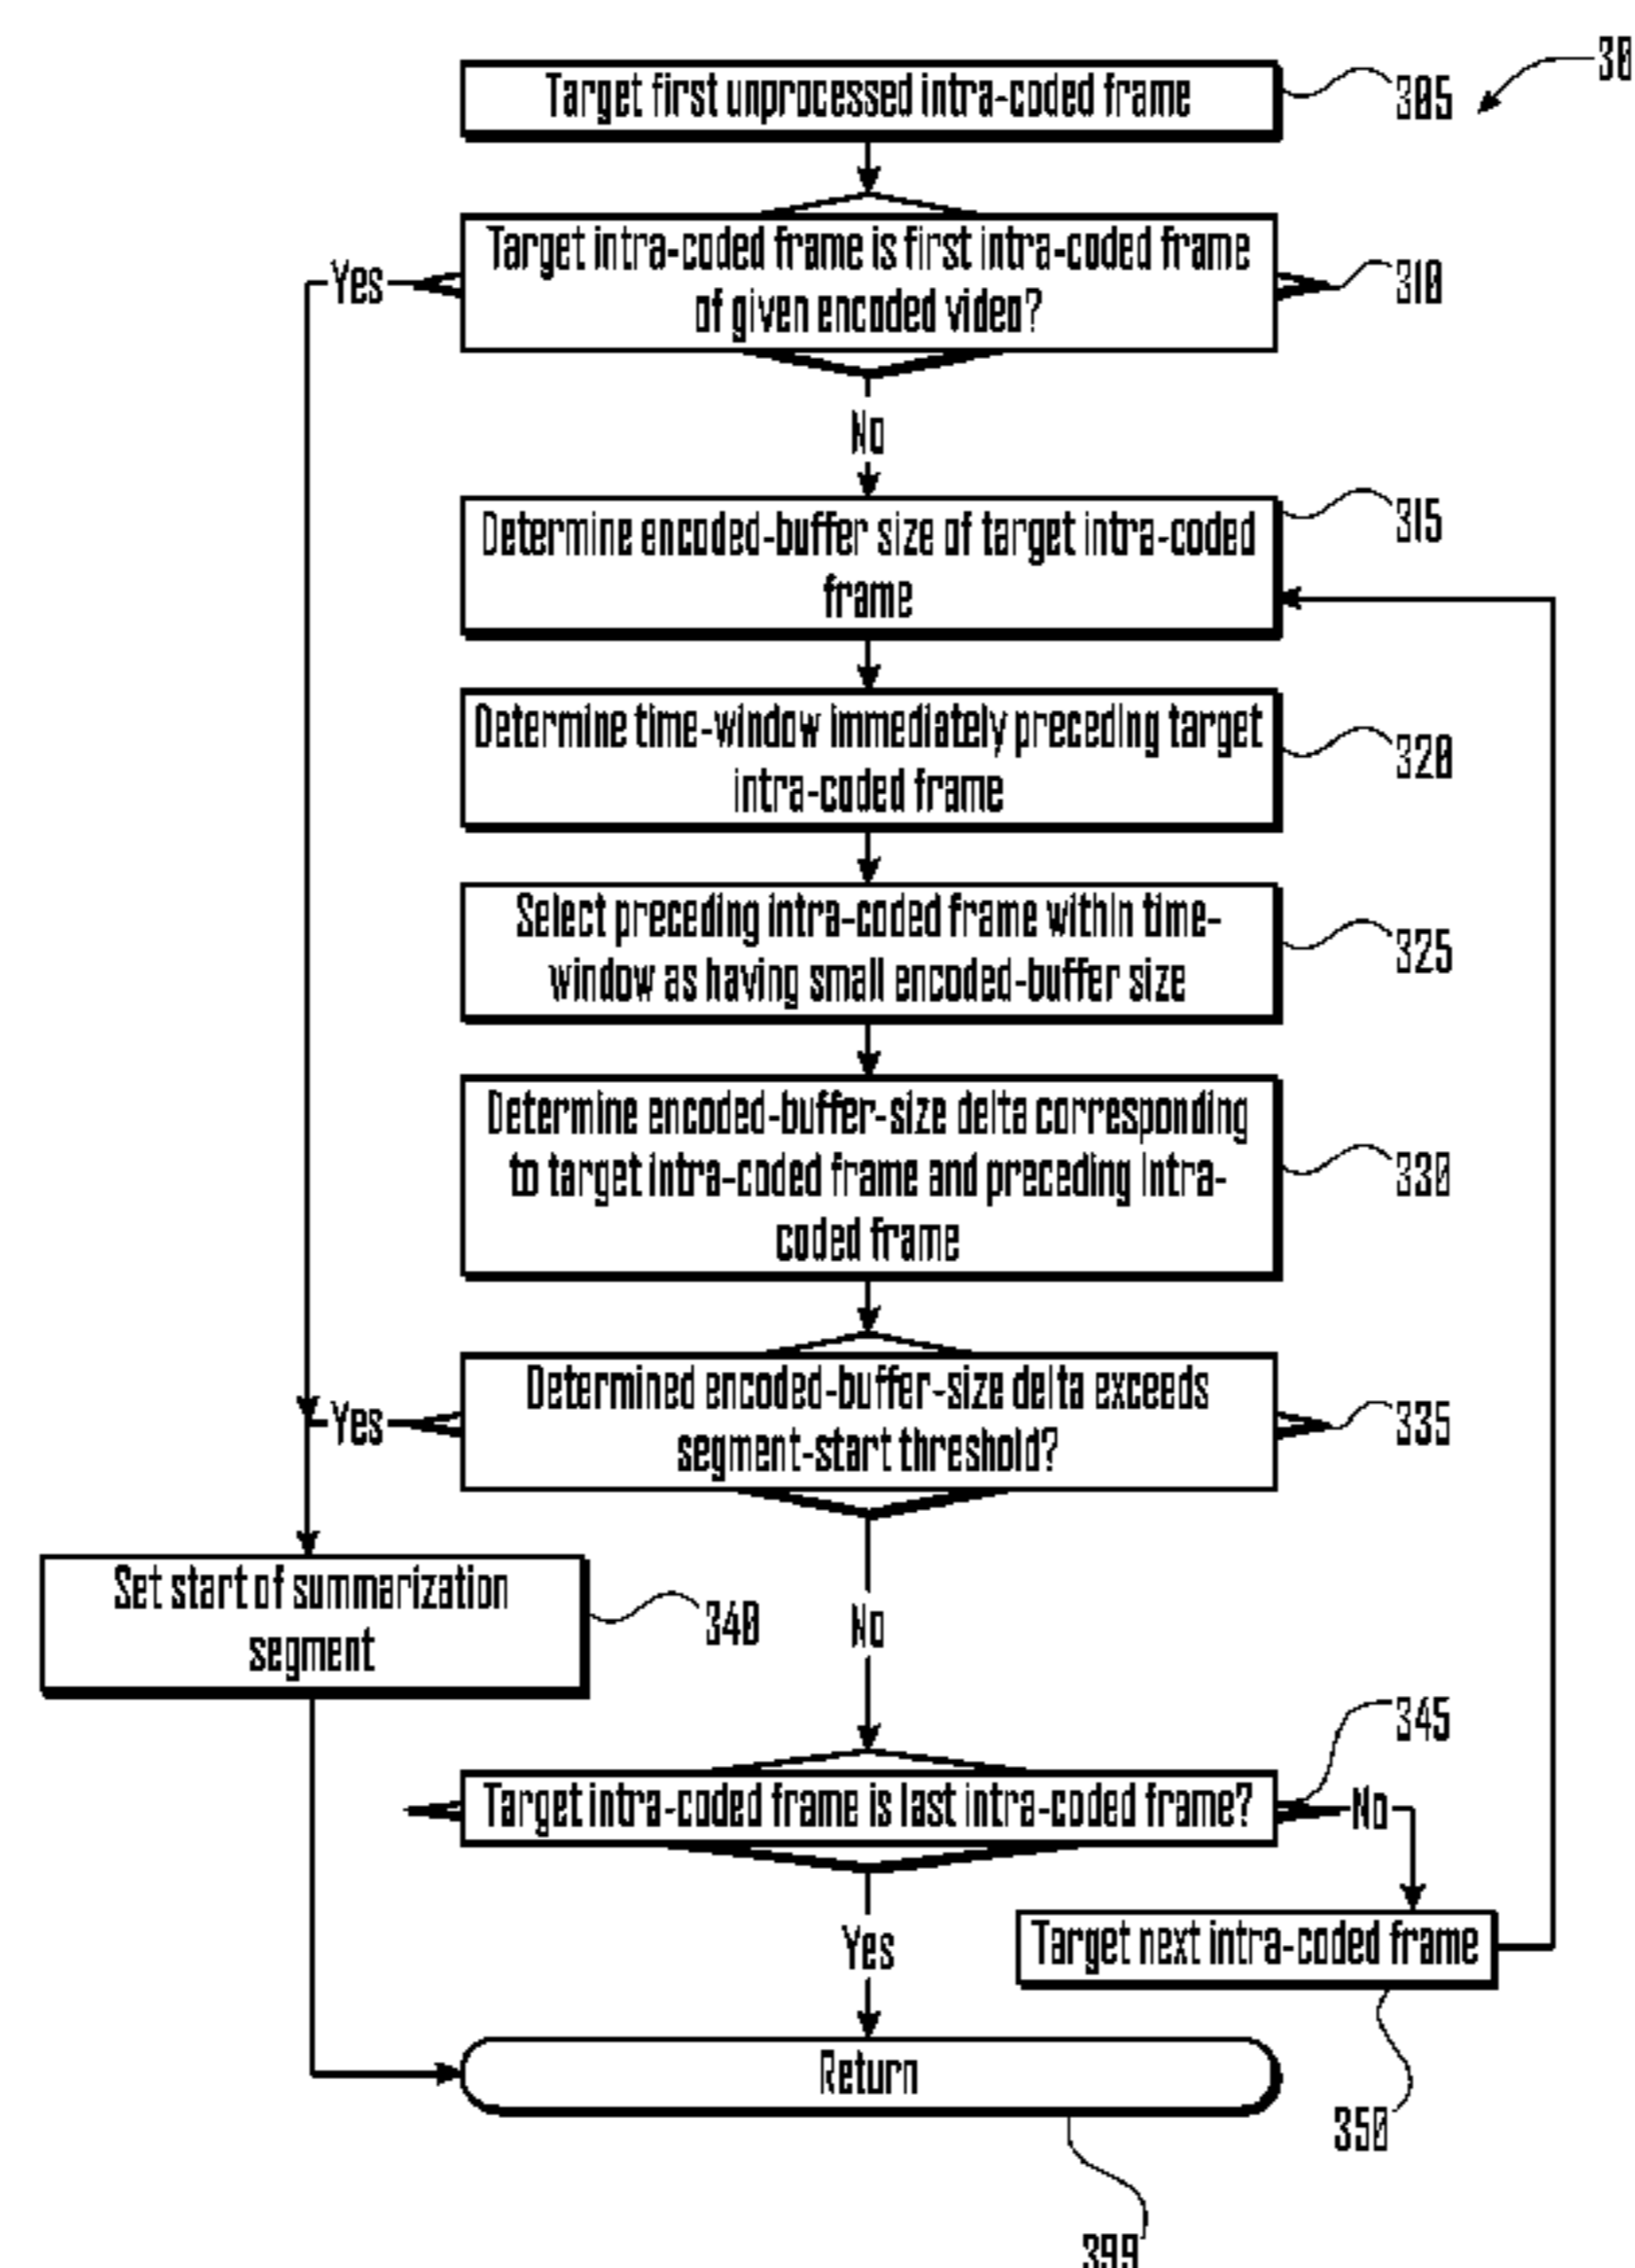 30
Target first unprocessed intra-coded frame
305
Target intra-coded frame is first intra-coded frame
of given encoded video?
310
Yes
No
Determine encoded-buffer size of target intra-coded
frame
315
Determine time-window immediately preceding target
intra-coded frame
320
Select preceding intra-coded frame within time-
window as having small encoded-buffer size
325
Determine encoded-buffer-size delta corresponding
to target intra-coded frame and preceding intra-
coded frame
330
Determined encoded-buffer-size delta exceeds
segment-start threshold?
335
Yes
Set start of summarization
segment
340
No
345
Target intra-coded frame is last intra-coded frame?
No
Yes
Target next intra-coded frame
350
Return
399